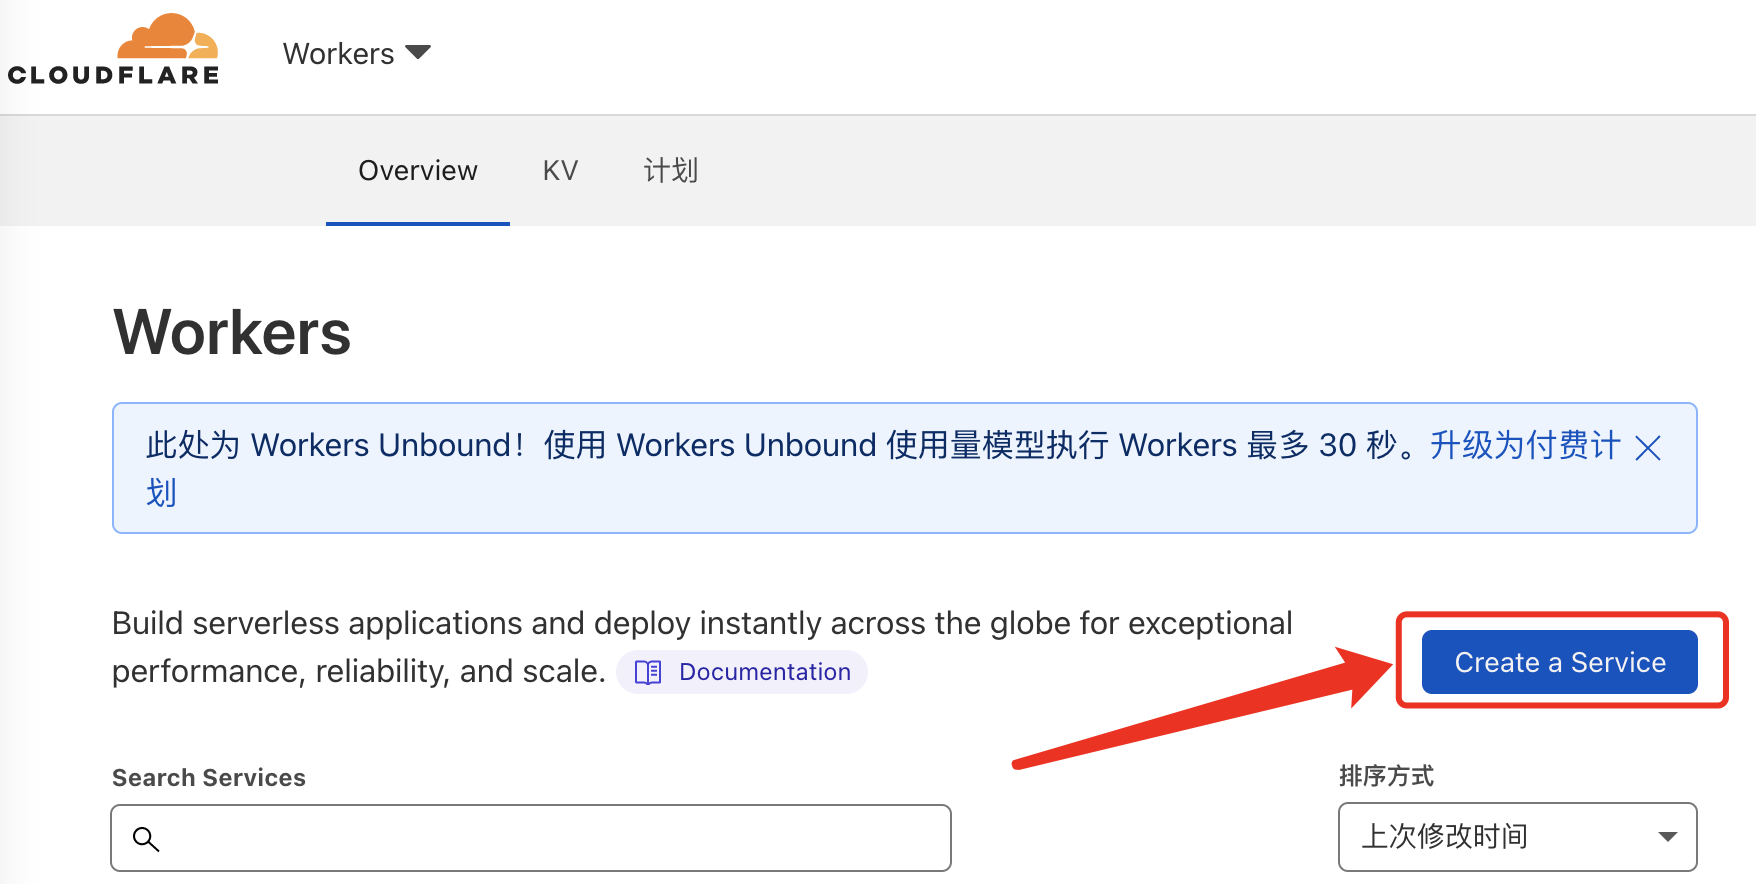 CLOUDFLARE
Workers
Overview KV 计划
Workers
此处为 Workers Unbound！使用 Workers Unbound 使用量模型执行 Workers 最多 30 秒。升级为付费计
划
Build serverless applications and deploy instantly across the globe for exceptional
performance, reliability, and scale. Documentation
Create a Service
Search Services
排序方式
上次修改时间